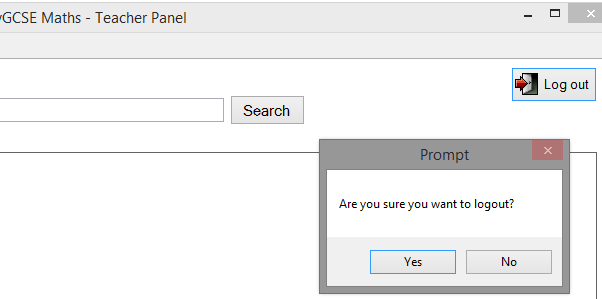 GCSE Maths - Teacher Panel
Log out
Search
Prompt
Are you sure you want to logout?
Yes
No